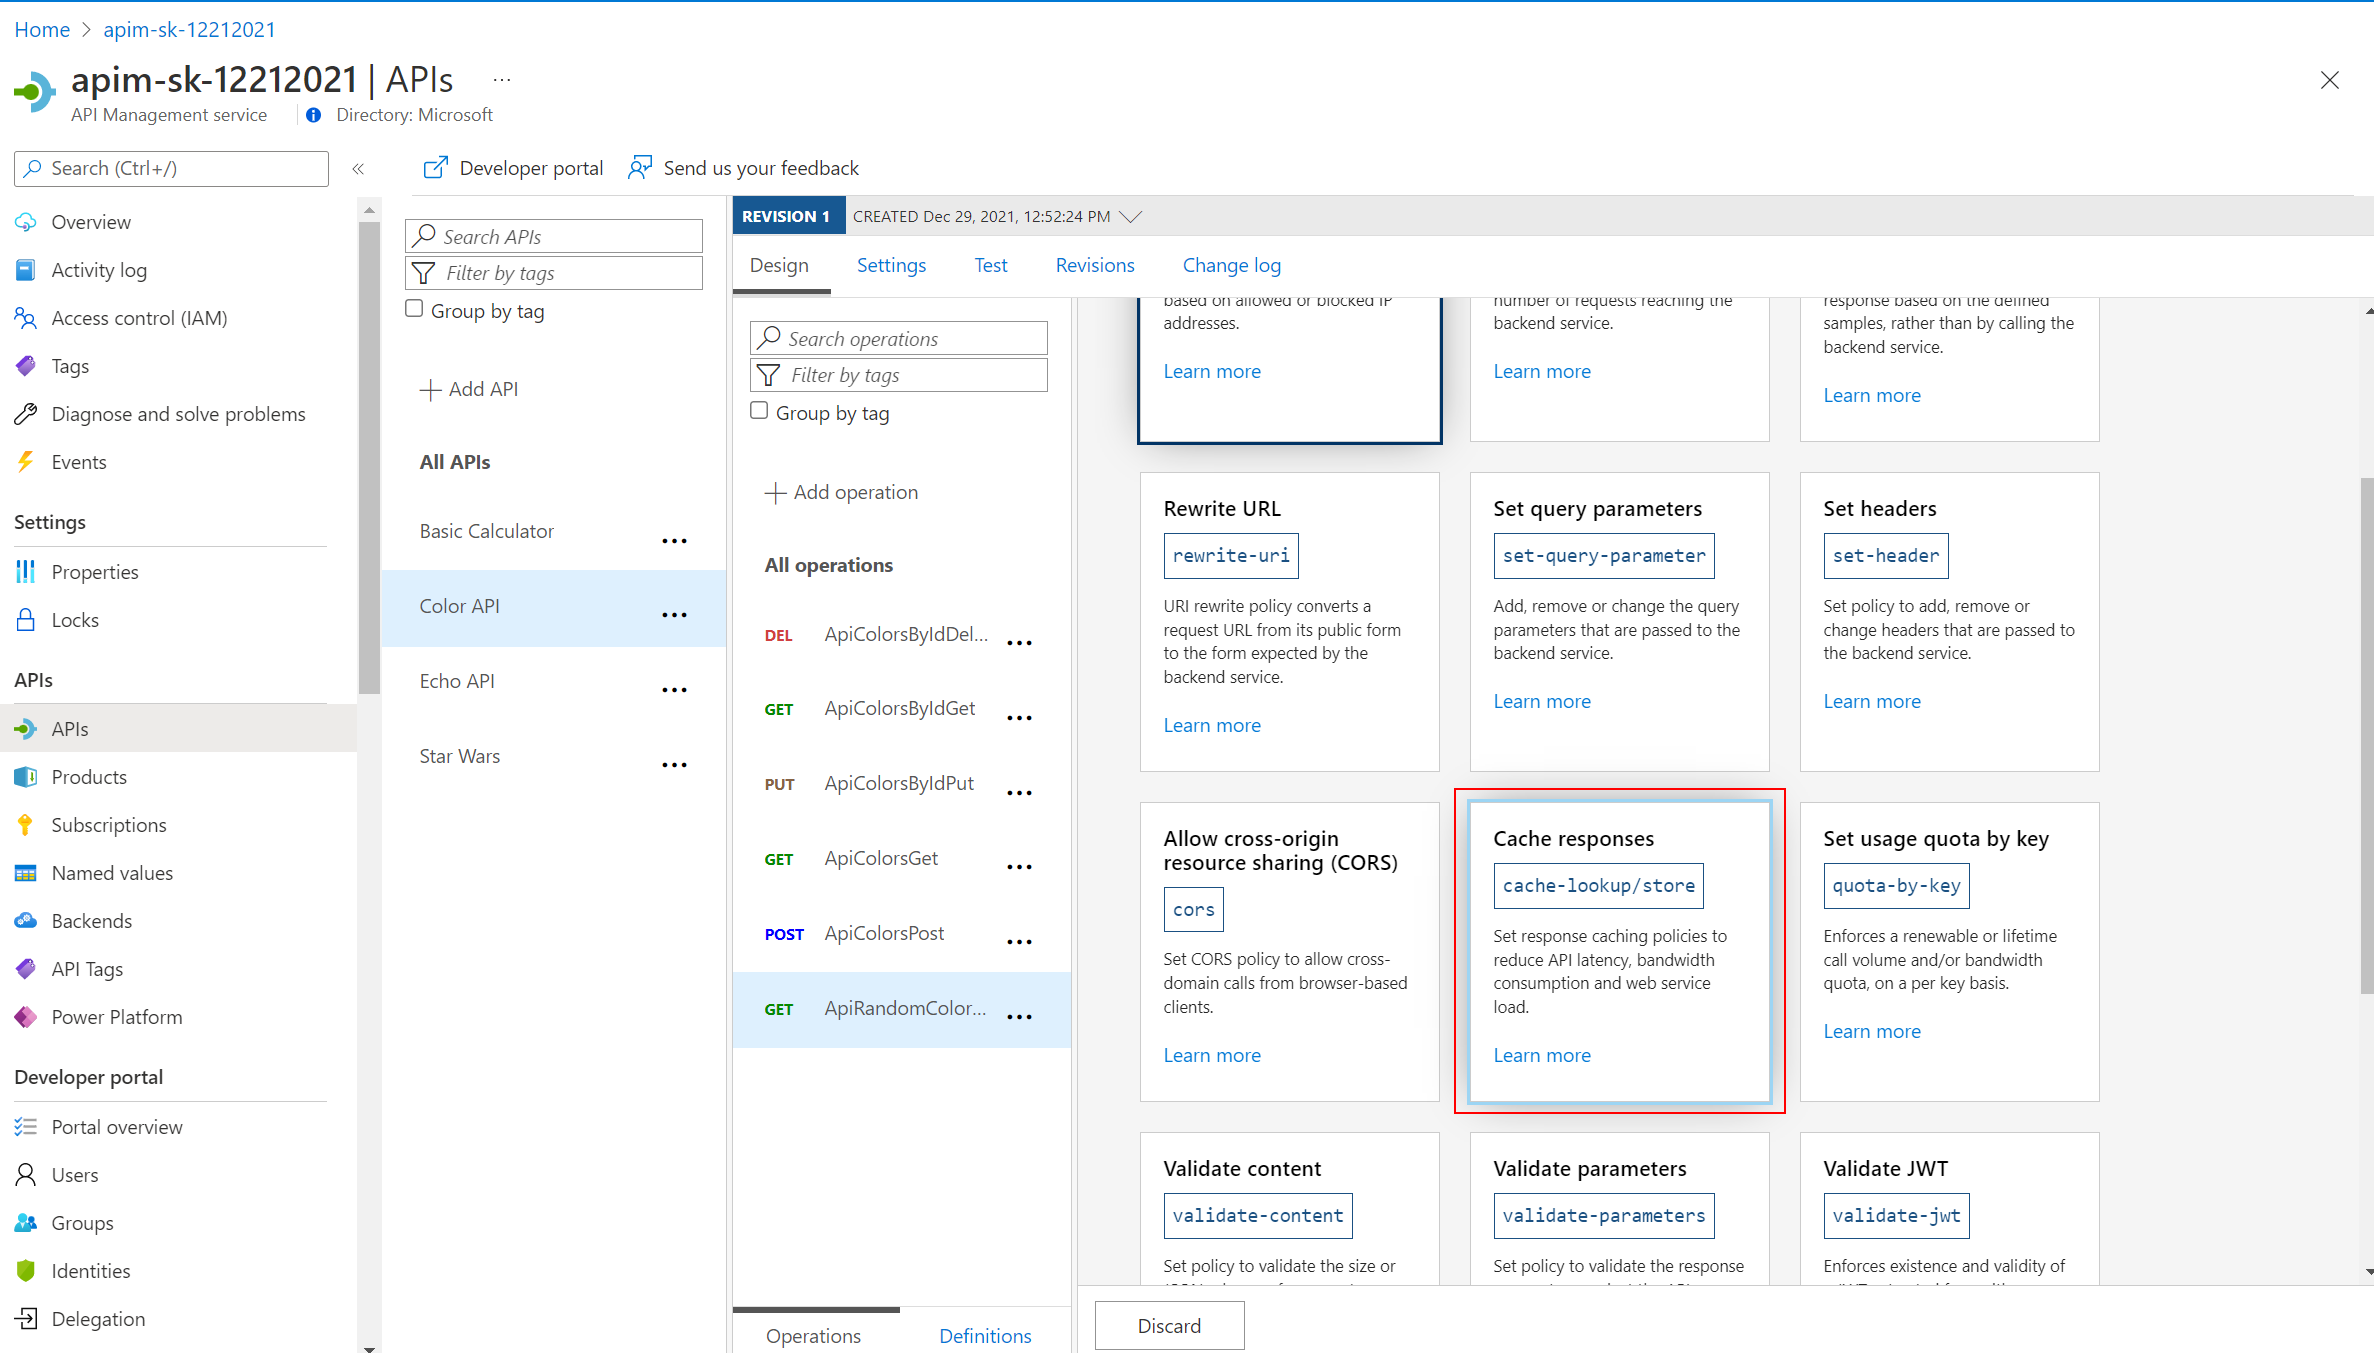 Home > apim-sk-12212021
apim-sk-12212021 | APIs ...
API Management service
Directory: Microsoft
Search (Ctrl+/)
«
Overview
Activity log
Access control (IAM)
Tags
Diagnose and solve problems
Events
Settings
Properties
Locks
APIs
APIs
Products
Subscriptions
Named values
Backends
API Tags
Power Platform
Developer portal
Portal overview
Users
Groups
Identities
Delegation
Developer portal
Send us your feedback
Search APIs
Filter by tags
Group by tag
Add API
All APIs
Basic Calculator ...
Color API ...
Echo API ...
Star Wars ...
REVISION 1 CREATED Dec 29, 2021, 12:52:24 PM
Design Settings Test Revisions Change log
Search operations
Filter by tags
Group by tag
Add operation
All operations
DEL ApiColorsByIdDel... ...
GET ApiColorsByIdGet ...
PUT ApiColorsByIdPut ...
GET ApiColorsGet ...
POST ApiColorsPost ...
GET ApiRandomColor... ...
Operations Definitions
based on allowed or blocked IP
addresses.
Learn more
number of requests reaching the
backend service.
Learn more
response based on the defined
samples, rather than by calling the
backend service.
Learn more
Rewrite URL
rewrite-uri
URI rewrite policy converts a
request URL from its public form
to the form expected by the
backend service.
Learn more
Set query parameters
set-query-parameter
Add, remove or change the query
parameters that are passed to the
backend service.
Learn more
Set headers
set-header
Set policy to add, remove or
change headers that are passed to
the backend service.
Learn more
Allow cross-origin
resource sharing (CORS)
cors
Set CORS policy to allow cross-
domain calls from browser-based
clients.
Learn more
Cache responses
cache-lookup/store
Set response caching policies to
reduce API latency, bandwidth
consumption and web service
load.
Learn more
Set usage quota by key
quota-by-key
Enforces a renewable or lifetime
call volume and/or bandwidth
quota, on a per key basis.
Learn more
Validate content
validate-content
Set policy to validate the size or
Validate parameters
validate-parameters
Set policy to validate the response
Validate JWT
validate-jwt
Enforces existence and validity of
Discard